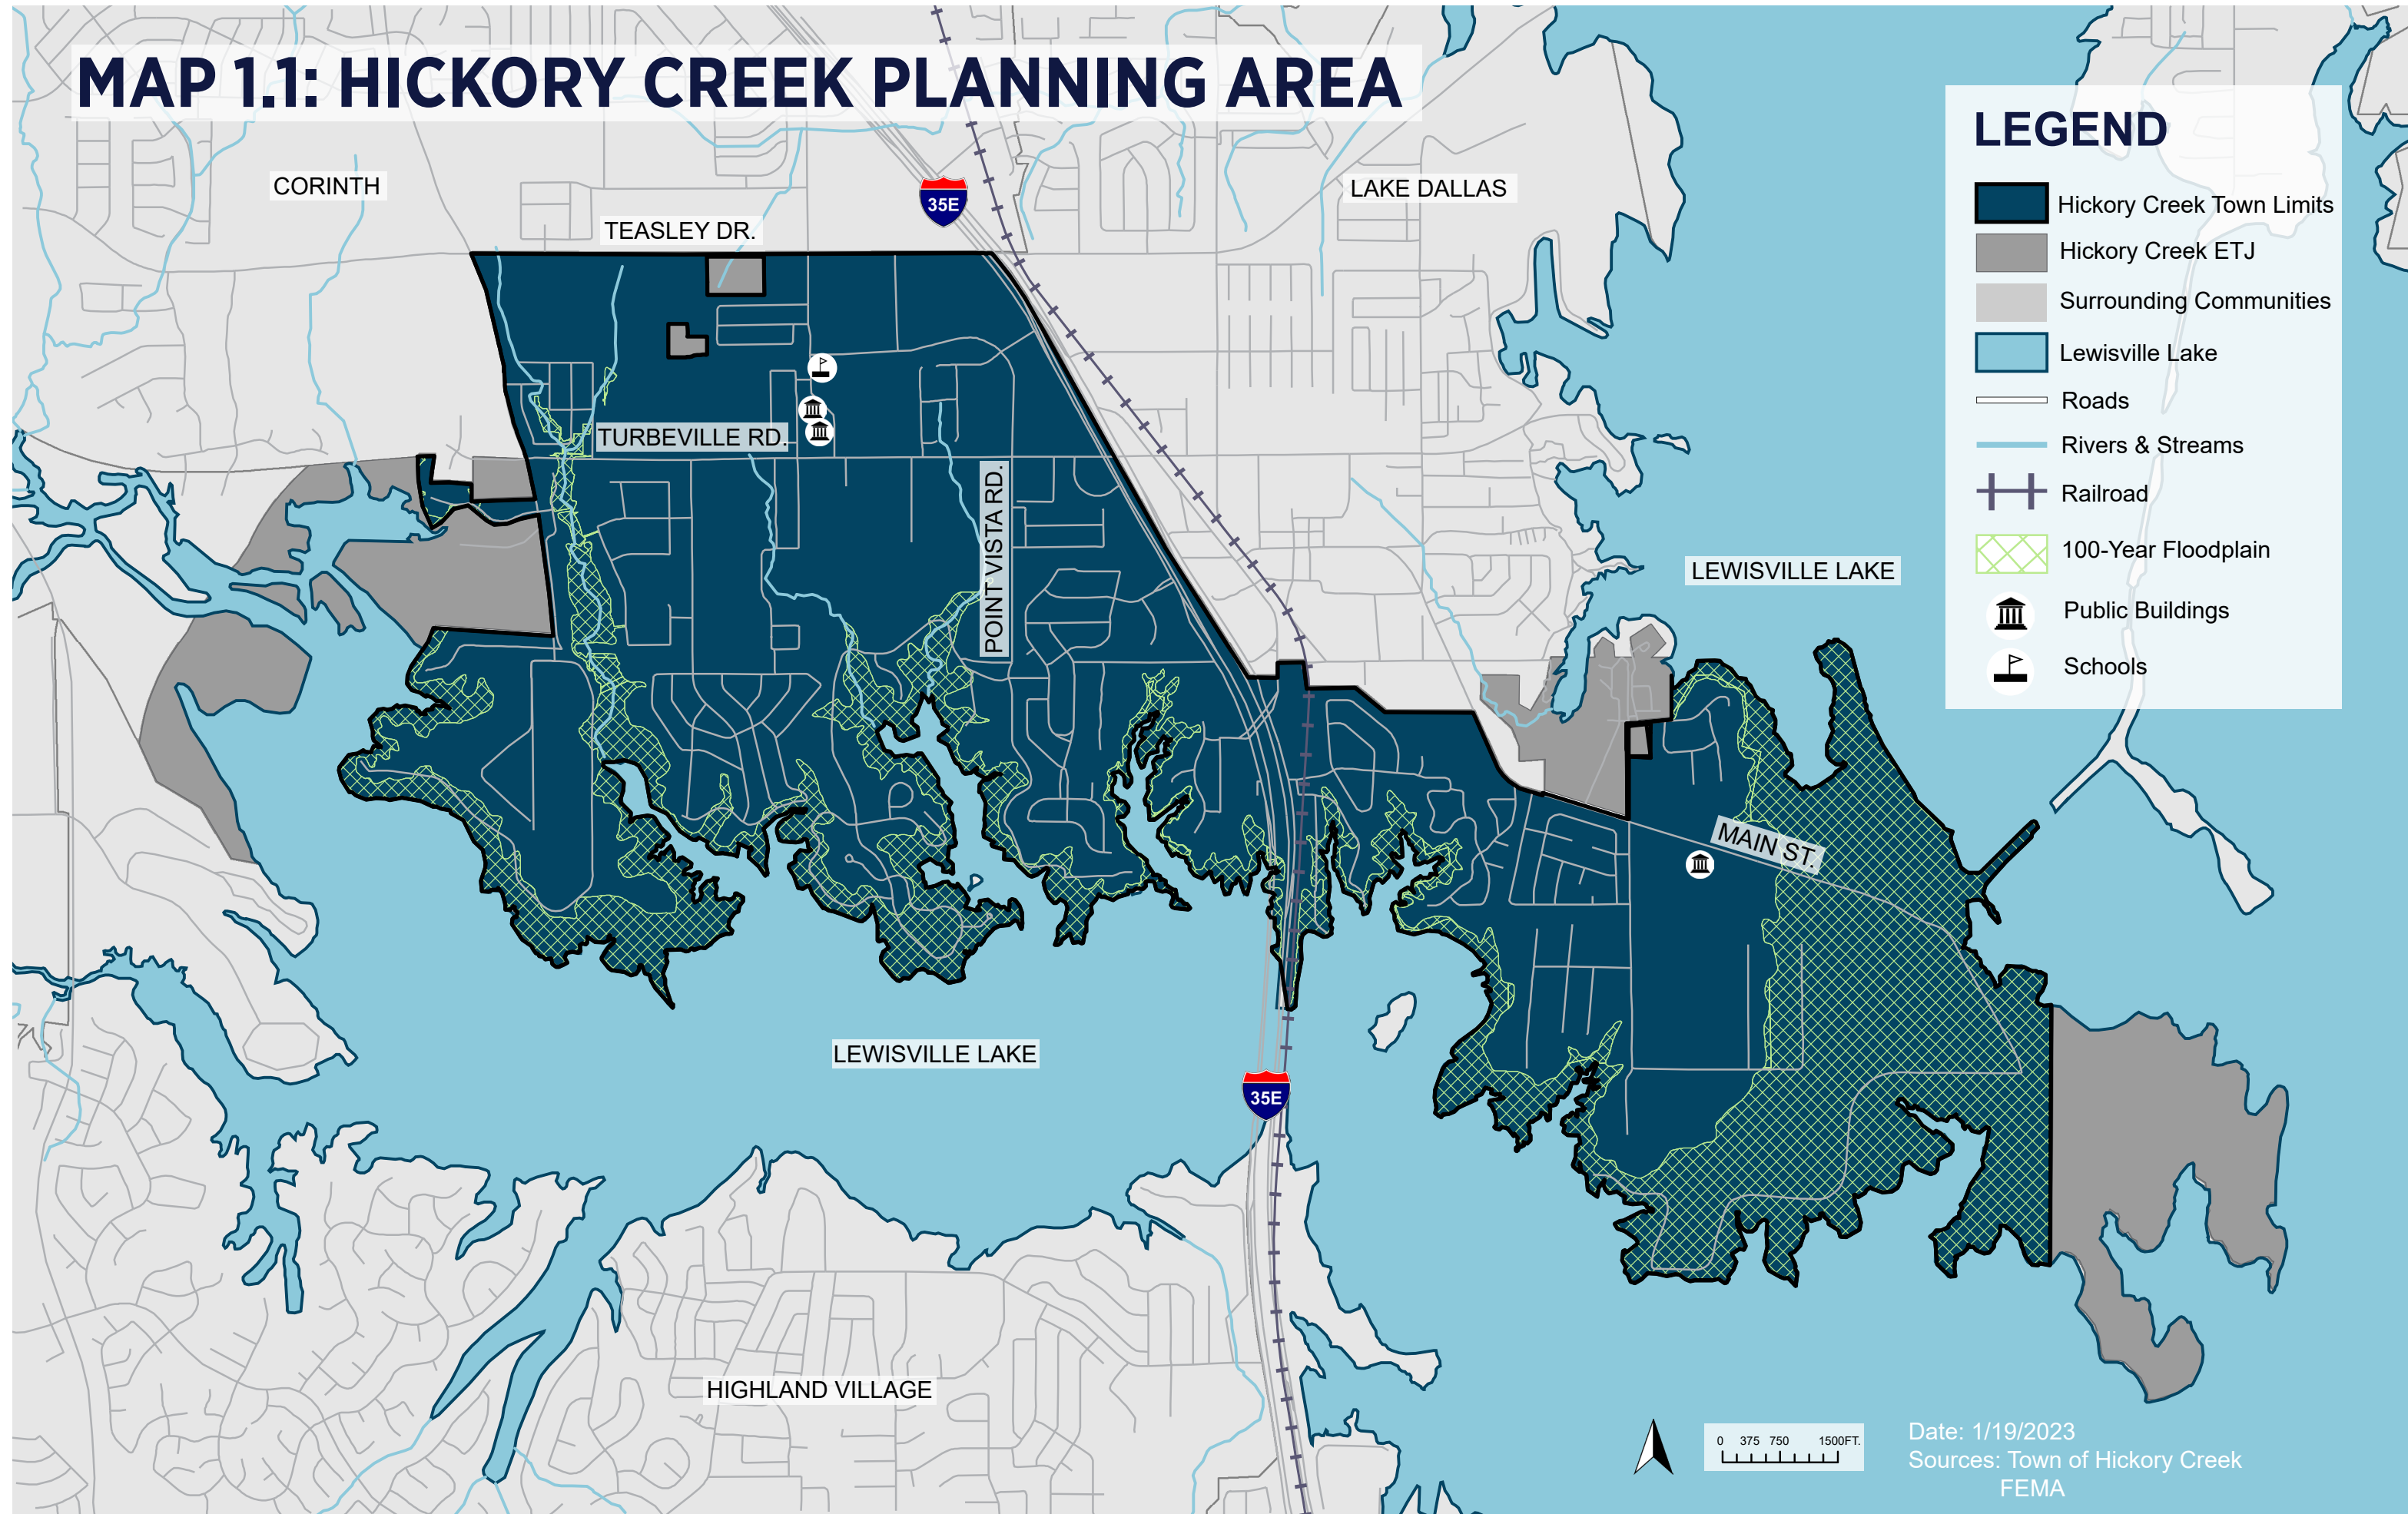 MAP 1.1: HICKORY CREEK PLANNING AREA
CORINTH
LAKE DALLAS
35E
TEASLEY DR.
TURBEVILLE RD.
POINT VISTA RD.
LEWISVILLE LAKE
MAIN ST.
LEWISVILLE LAKE
35E
HIGHLAND VILLAGE
LEGEND
Hickory Creek Town Limits
Hickory Creek ETJ
Surrounding Communities
Lewisville Lake
Roads
Rivers & Streams
Railroad
100-Year Floodplain
Public Buildings
Schools
0 375 750 1500FT.
Date: 1/19/2023
Sources: Town of Hickory Creek
FEMA